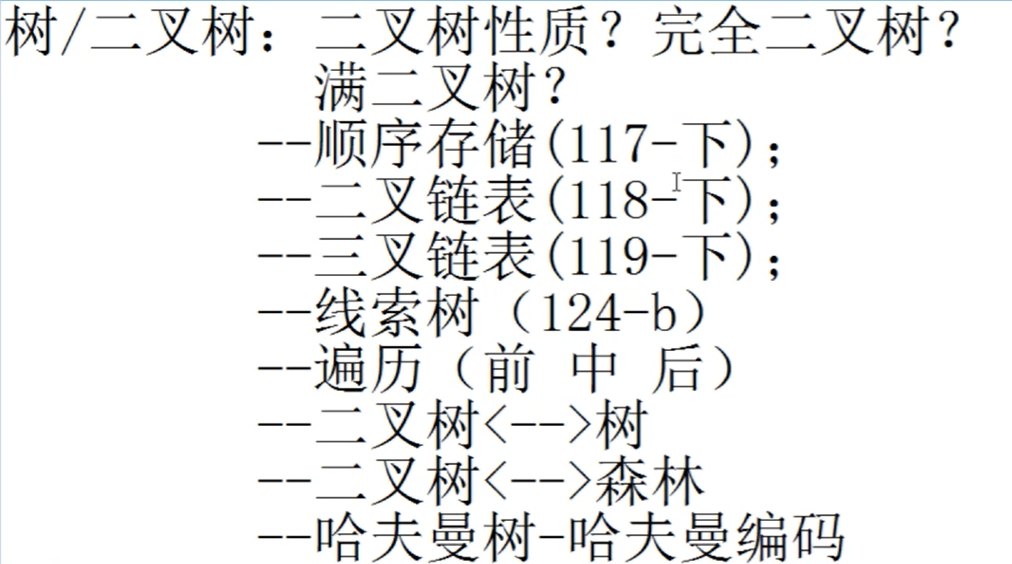 树/二叉树：二叉树性质？完全二叉树？
满二叉树？
--顺序存储(117-下)；
--二叉链表(118-下)；
--三叉链表(119-下)；
--线索树（124-b）
--遍历（前 中 后）
--二叉树<-->树
--二叉树<-->森林
--哈夫曼树-哈夫曼编码